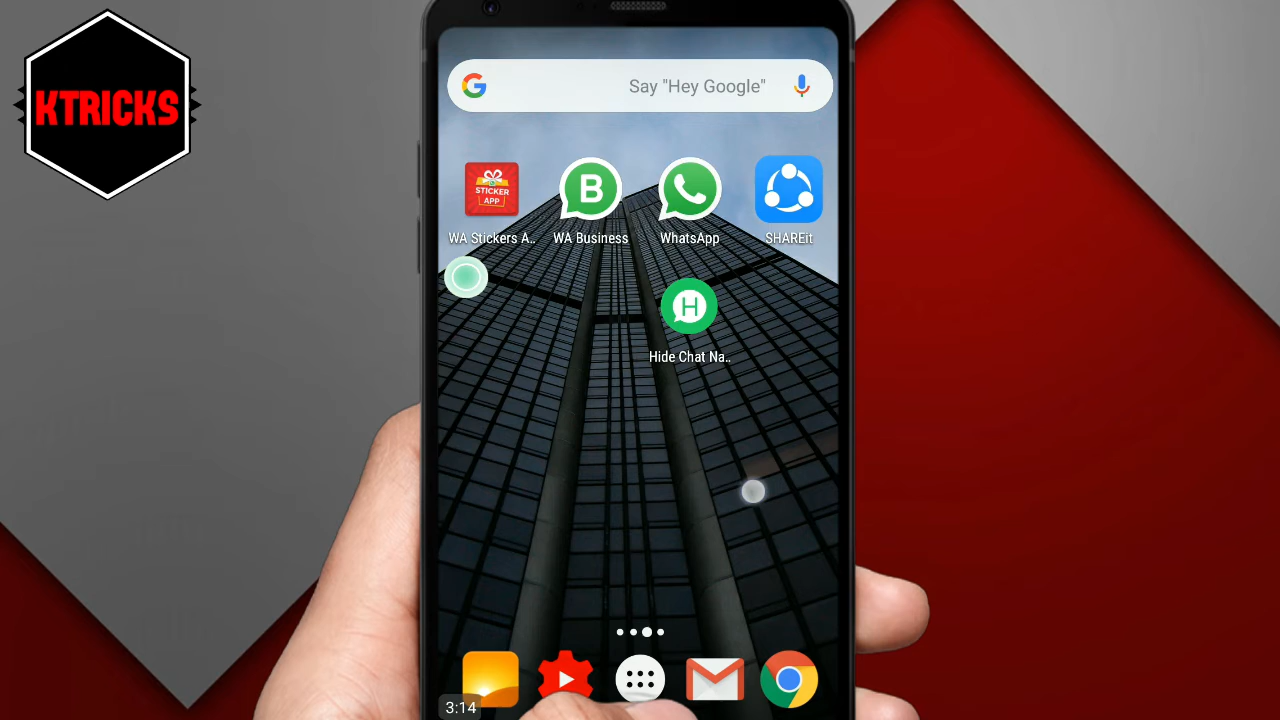 KTRICKS
Say "Hey Google"
STICKER
APP
B
WA Stickers A..
WA Business
WhatsApp
SHAREit
H
Hide Chat Na..
3:14